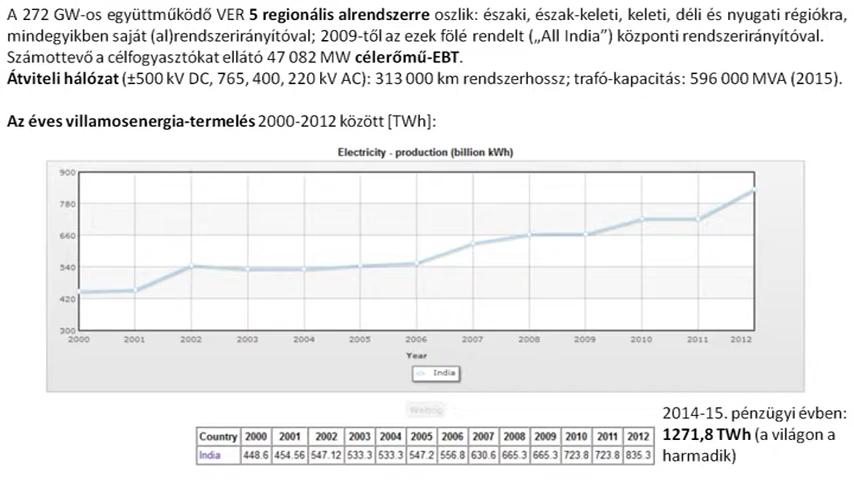 A 272 GW-os együttműködő VER 5 regionális alrendszerre oszlik: északi, észak-keleti, keleti, déli és nyugati régiókra,
mindegyikben saját (al)rendszerirányítóval; 2009-től az ezek fölé rendelt („All India”) központi rendszerirányítóval.
Számottevő a célfogyasztókat ellátó 47 082 MW célerőmű-EBT.
Átviteli hálózat (±500 kV DC, 765, 400, 220 kV AC): 313 000 km rendszerhossz; trafó-kapacitás: 596 000 MVA (2015).
Az éves villamosenergia-termelés 2000-2012 között [TWh]:
Electricity - production (billion kWh)
900
780
660
540
420
300
2000 2001 2002 2003 2004 2005 2006 2007 2008 2009 2010 2011 2012
Year
India
Waiting
Country 2000 2001 2002 2003 2004 2005 2006 2007 2008 2009 2010 2011 2012
India 448.6 454.56 547.12 533.3 533.3 547.2 556.8 630.6 665.3 665.3 723.8 723.8 835.3
2014-15. pénzügyi évben:
1271,8 TWh (a világon a
harmadik)